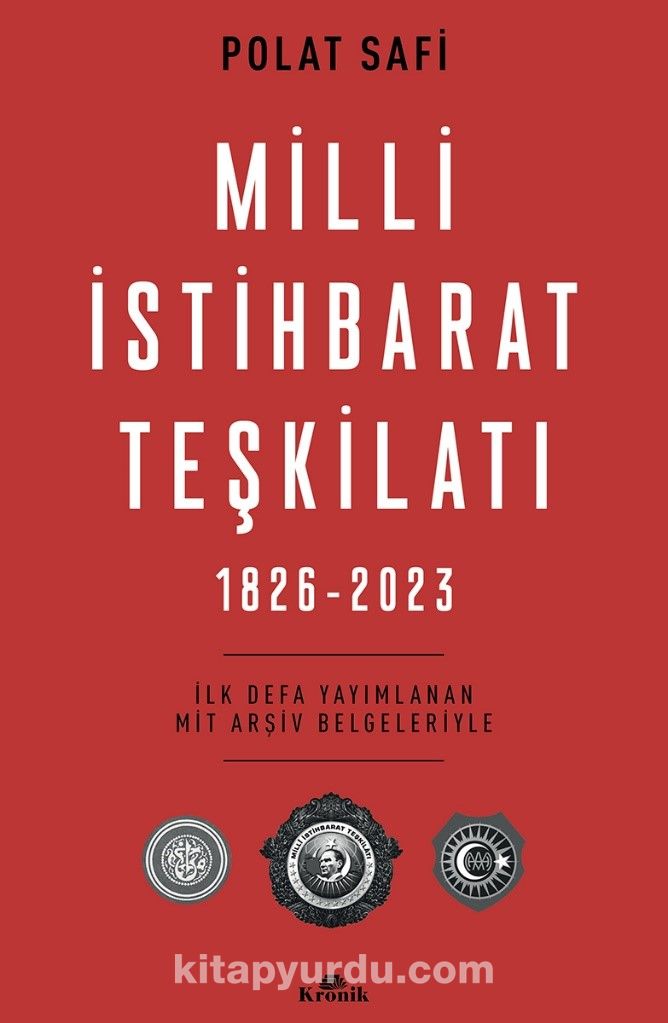 POLAT SAFİ
MİLLİ
İSTİHBARAT
TEŞKİLATI
1826-2023
İLK DEFA YAYIMLANAN
MİT ARŞİV BELGELERİYLE
MİLLİ İSTİHBARAT TEŞKİLATI
kitapyurdu.com
Kronik